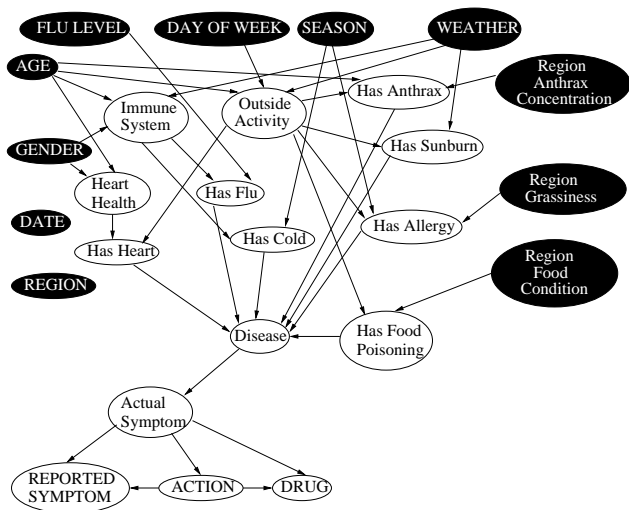 FLU LEVEL
DAY OF WEEK
SEASON
WEATHER
AGE
Immune
System
Outside
Activity
Has Anthrax
Region
Anthrax
Concentration
GENDER
Has Sunburn
Heart
Health
Has Flu
Region
Grassiness
DATE
Has Heart
Has Cold
Has Allergy
REGION
Region
Food
Condition
Disease
Has Food
Poisoning
Actual
Symptom
REPORTED
SYMPTOM
ACTION
DRUG